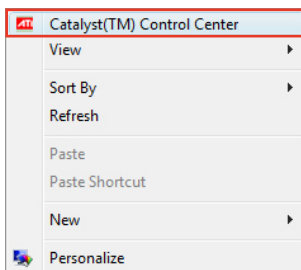 ATI Catalyst(TM) Control Center
View
Sort By
Refresh
Paste
Paste Shortcut
New
Personalize